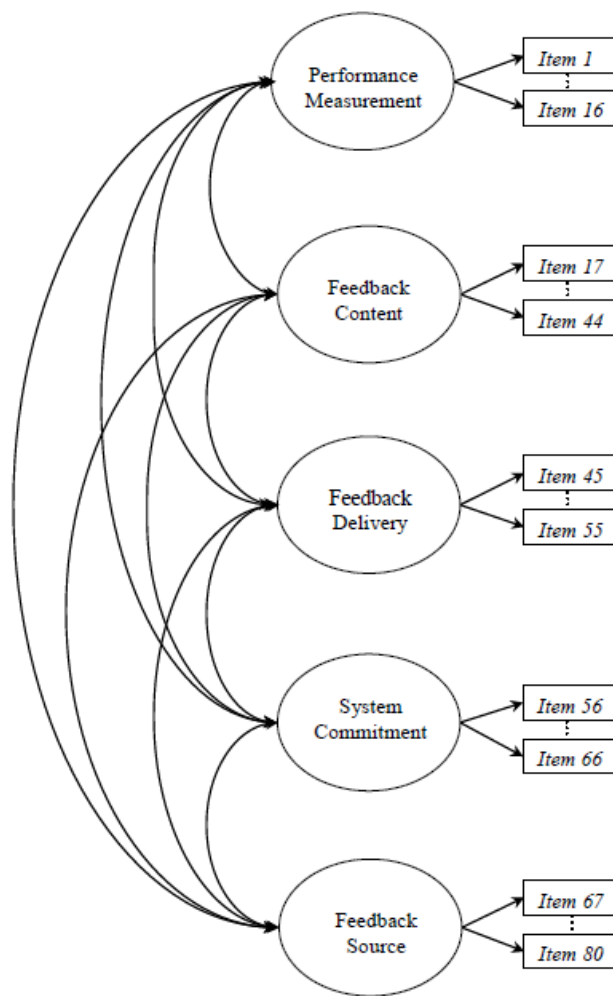 Performance
Measurement
Item 1
Item 16
Feedback
Content
Item 17
Item 44
Feedback
Delivery
Item 45
Item 55
System
Commitment
Item 56
Item 66
Feedback
Source
Item 67
Item 80